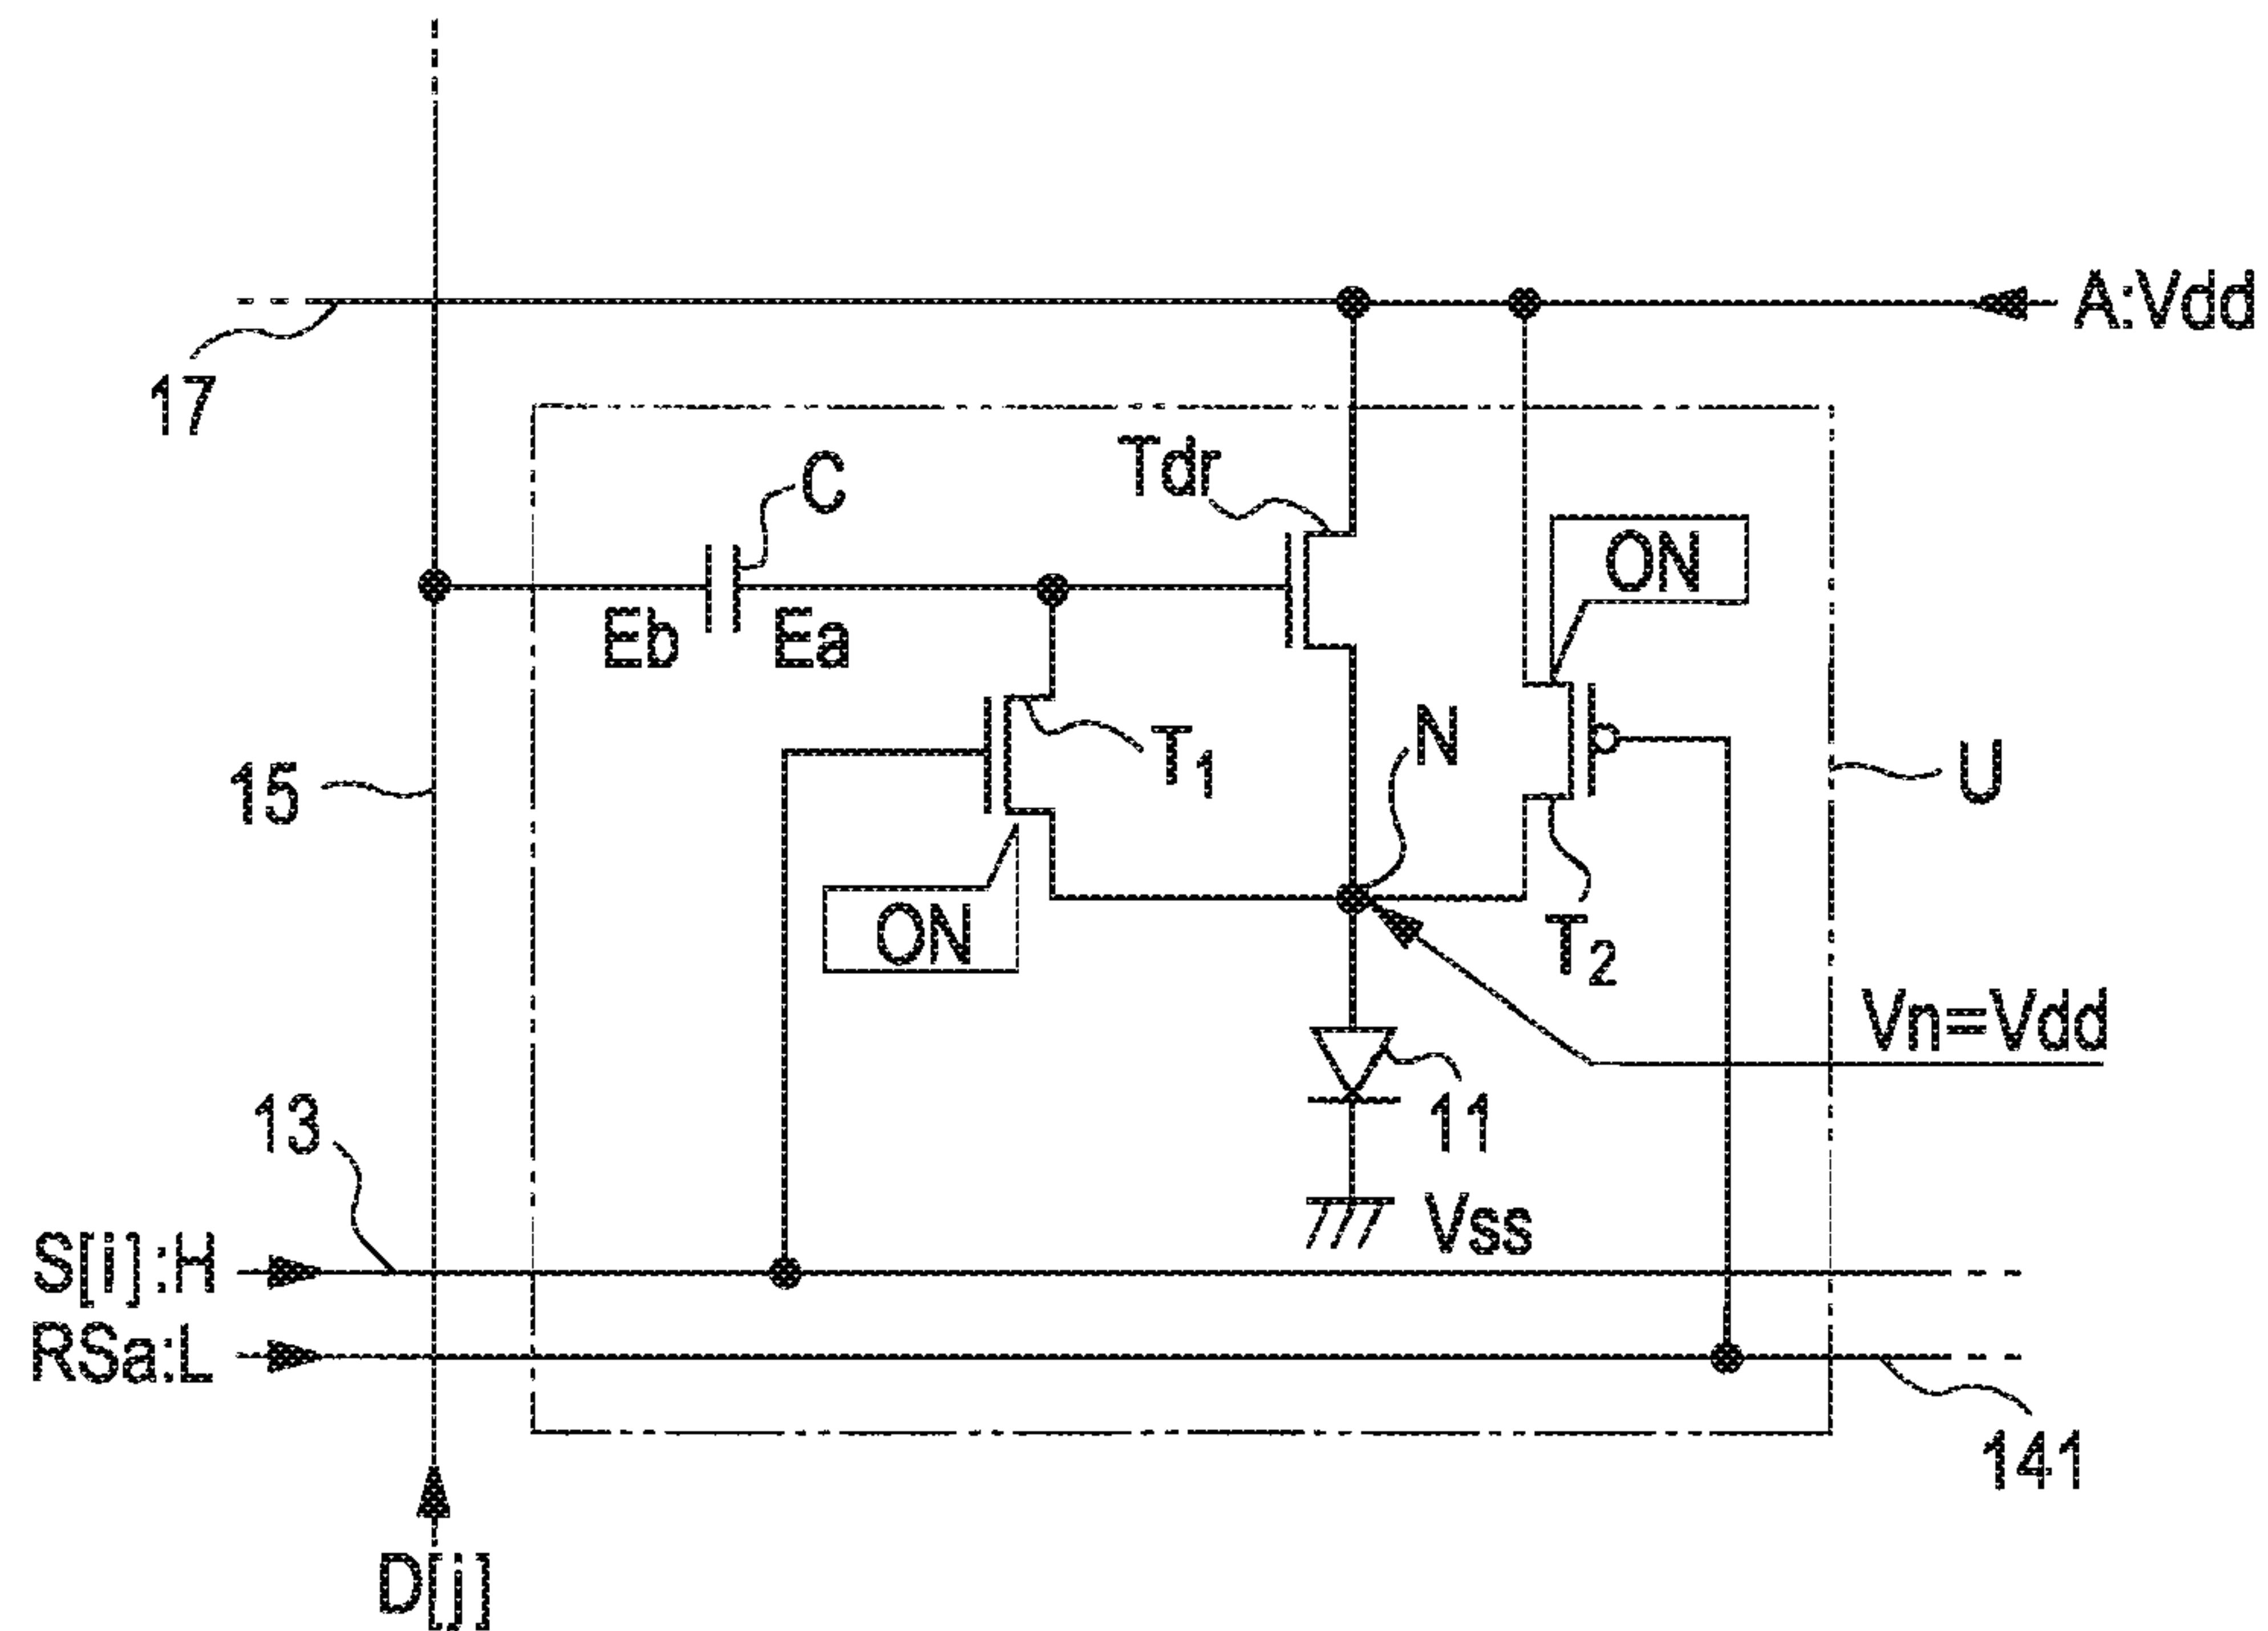 A:Vdd
17
C
Tdr
ON
Eb
Ea
N
T1
15
U
ON
T2
Vn=Vdd
11
13
Vss
S[i]:H
RSa:L
141
D[j]